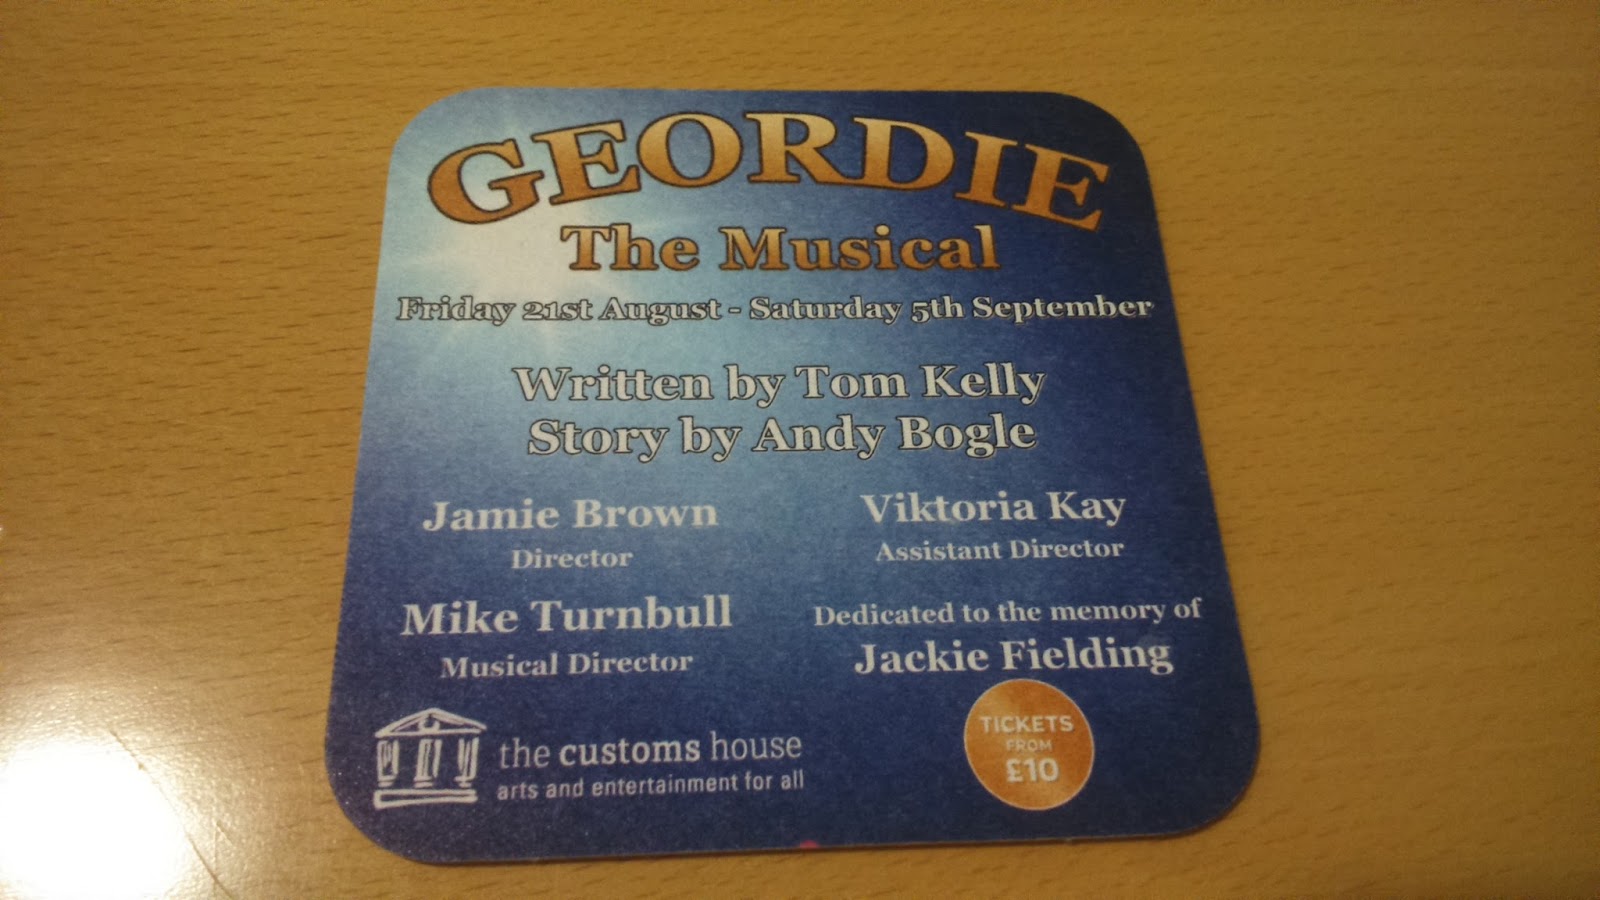 GEORDIE
The Musical
Friday 21st August - Saturday 5th September
Written by Tom Kelly
Story by Andy Bogle
Jamie Brown
Director
Viktoria Kay
Assistant Director
Mike Turnbull
Musical Director
Dedicated to the memory of
Jackie Fielding
the customs house
arts and entertainment for all
TICKETS
FROM
£10